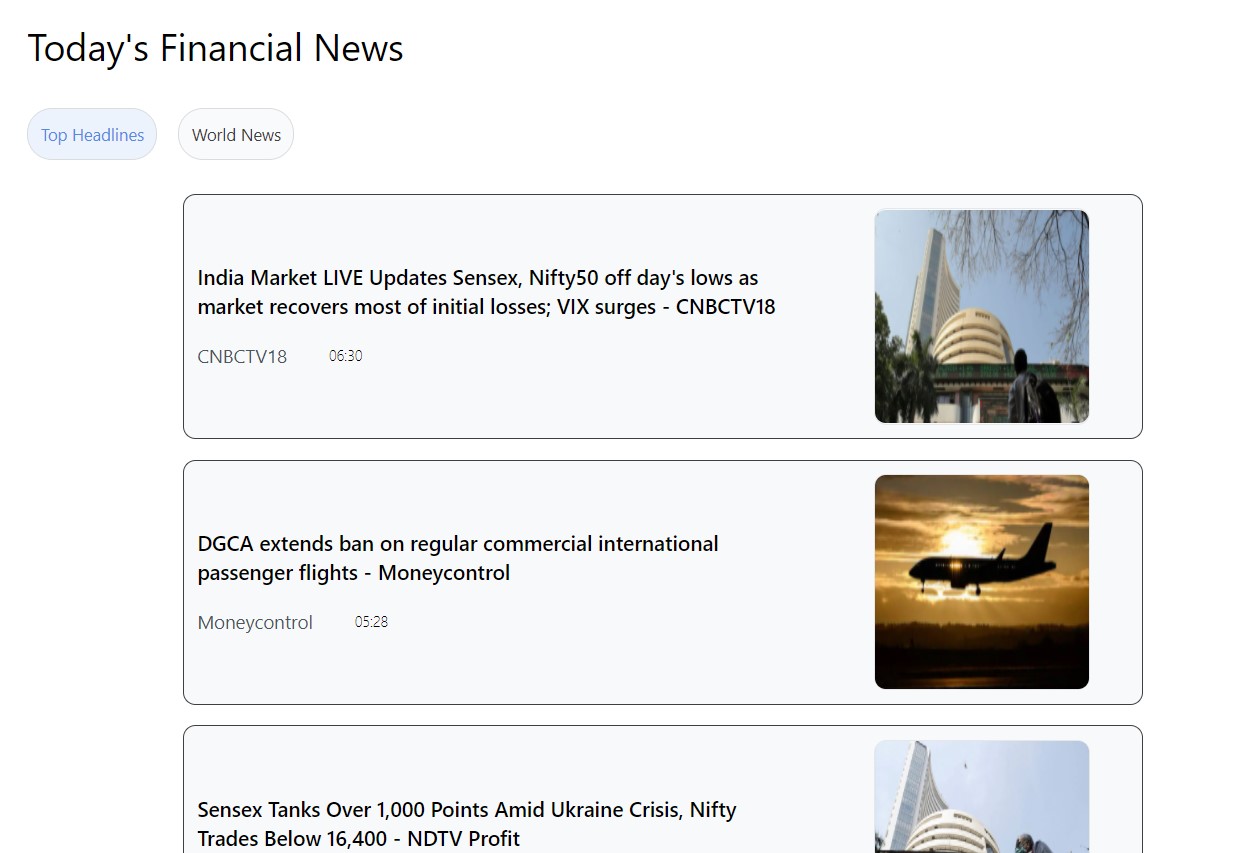 Today's Financial News
Top Headlines
World News
India Market LIVE Updates Sensex, Nifty50 off day's lows as
market recovers most of initial losses; VIX surges - CNBCTV18
CNBCTV18 06:30
DGCA extends ban on regular commercial international
passenger flights - Moneycontrol
Moneycontrol 05:28
Sensex Tanks Over 1,000 Points Amid Ukraine Crisis, Nifty
Trades Below 16,400 - NDTV Profit